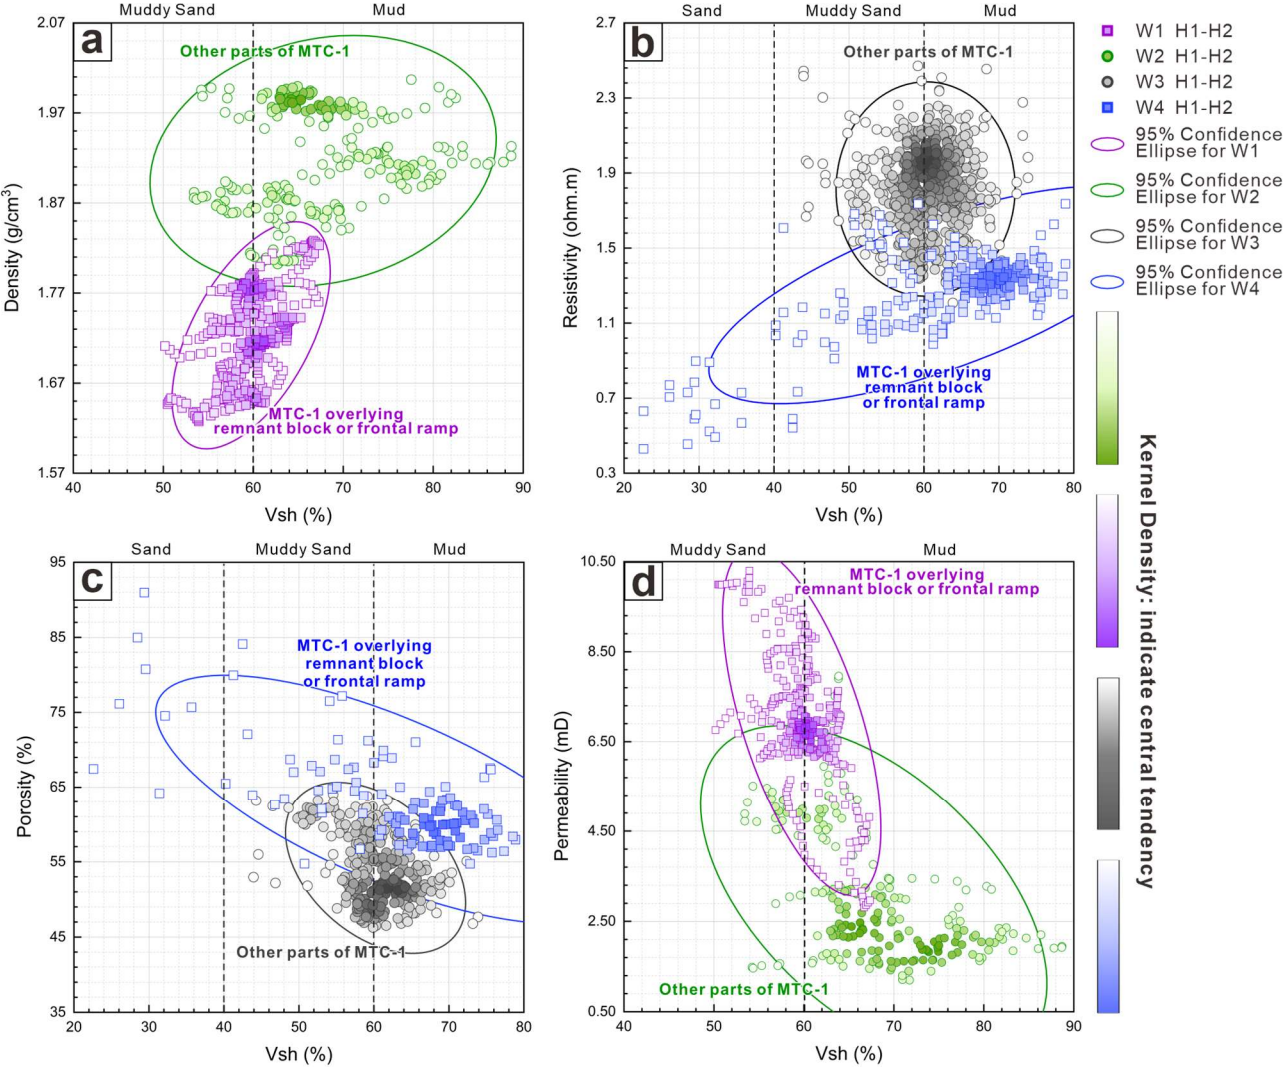 Muddy Sand Mud
2.07
1.97
1.87
1.77
1.67
1.57
Density (g/cm³)
a
Other parts of MTC-1
MTC-1 overlying
remnant block or frontal ramp
40 50 60 70 80 90
Vsh (%)
Sand Muddy Sand Mud
2.7
2.3
1.9
1.5
1.1
0.7
0.3
Resistivity (ohm.m)
b
Other parts of MTC-1
MTC-1 overlying
remnant block
or frontal ramp
20 30 40 50 60 70 80
Vsh (%)
W1 H1-H2
W2 H1-H2
W3 H1-H2
W4 H1-H2
95% Confidence
Ellipse for W1
95% Confidence
Ellipse for W2
95% Confidence
Ellipse for W3
95% Confidence
Ellipse for W4
Kernel Density: indicate central tendency
Sand Muddy Sand Mud
95
85
75
65
55
45
35
Porosity (%)
c
MTC-1 overlying
remnant block
or frontal ramp
Other parts of MTC-1
20 30 40 50 60 70 80
Vsh (%)
Muddy Sand Mud
10.50
8.50
6.50
4.50
2.50
0.50
Permeability (mD)
d
MTC-1 overlying
remnant block or frontal ramp
Other parts of MTC-1
40 50 60 70 80 90
Vsh (%)